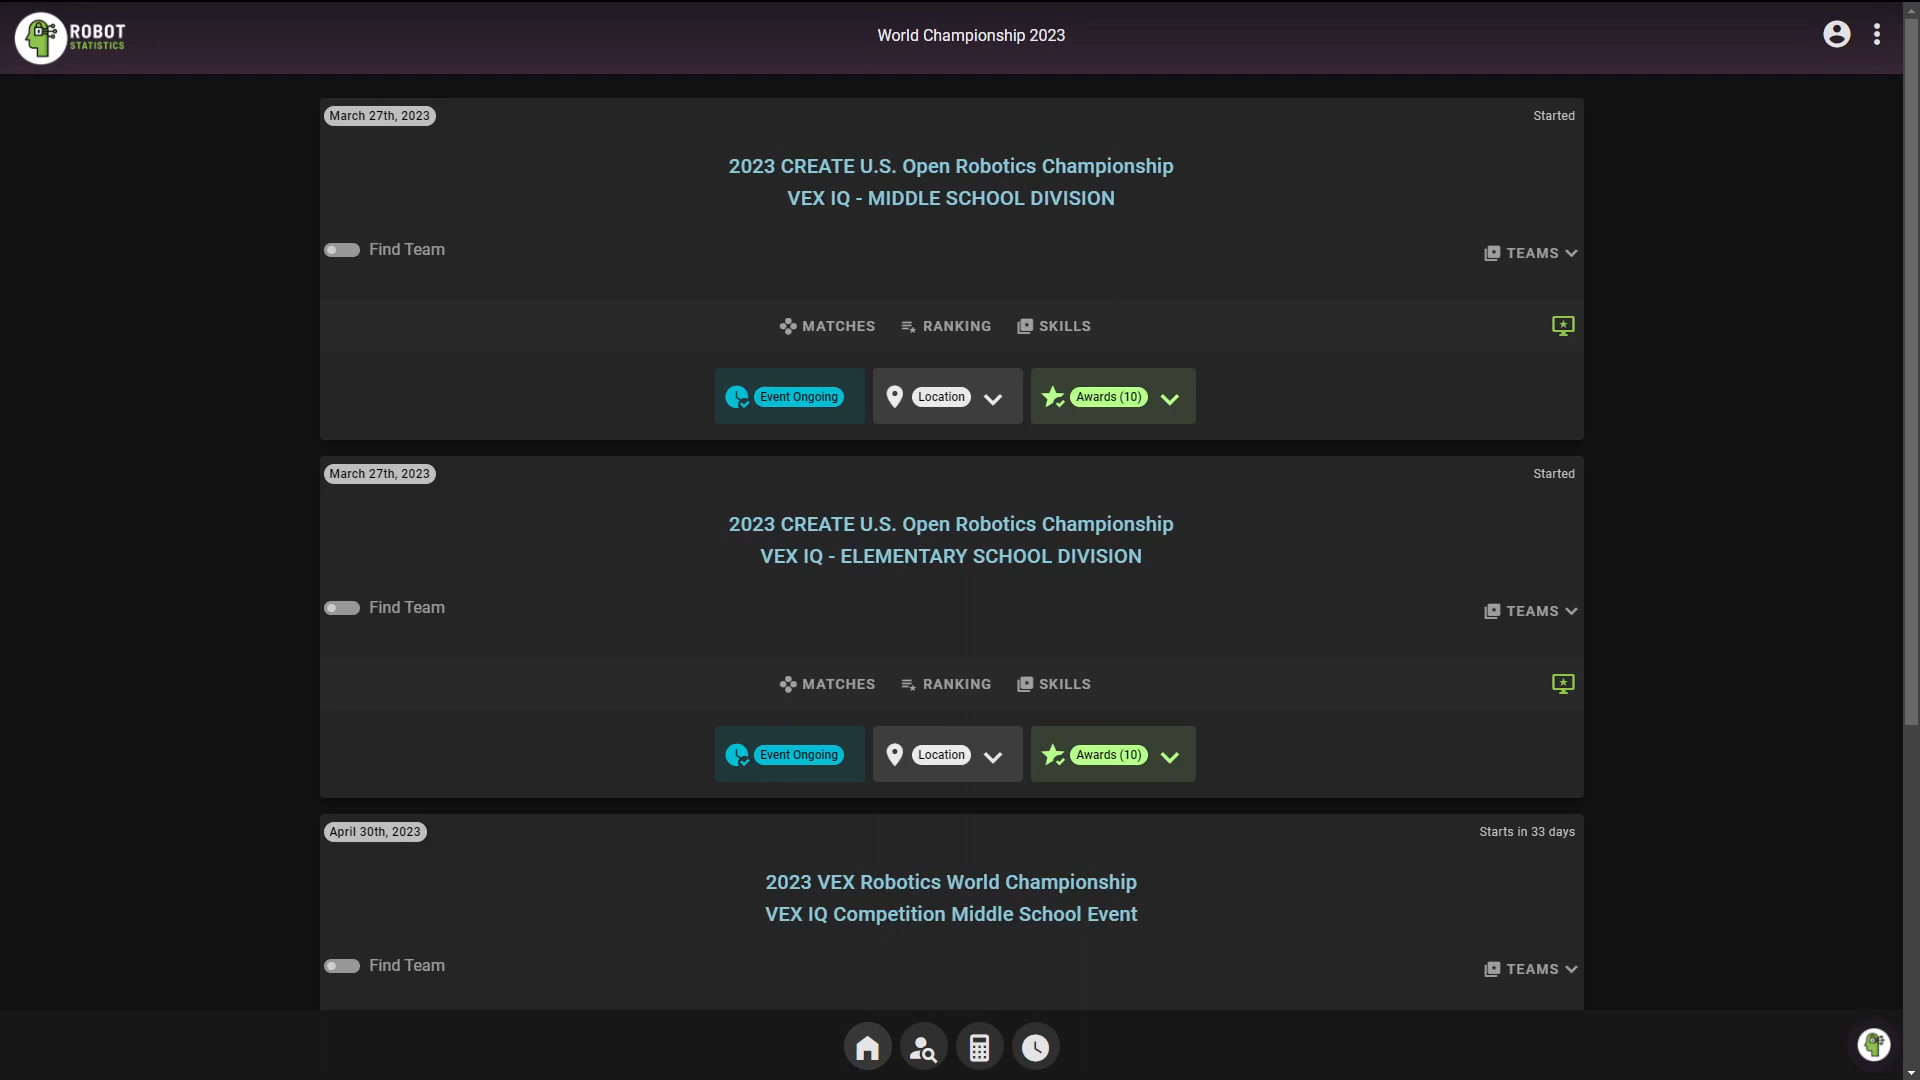 ROBOT
STATISTICS
World Championship 2023
March 27th, 2023
Started
2023 CREATE U.S. Open Robotics Championship
VEX IQ - MIDDLE SCHOOL DIVISION
Find Team
TEAMS
MATCHES
RANKING
SKILLS
Event Ongoing
Location
Awards (10)
March 27th, 2023
Started
2023 CREATE U.S. Open Robotics Championship
VEX IQ - ELEMENTARY SCHOOL DIVISION
Find Team
TEAMS
MATCHES
RANKING
SKILLS
Event Ongoing
Location
Awards (10)
April 30th, 2023
Starts in 33 days
2023 VEX Robotics World Championship
VEX IQ Competition Middle School Event
Find Team
TEAMS